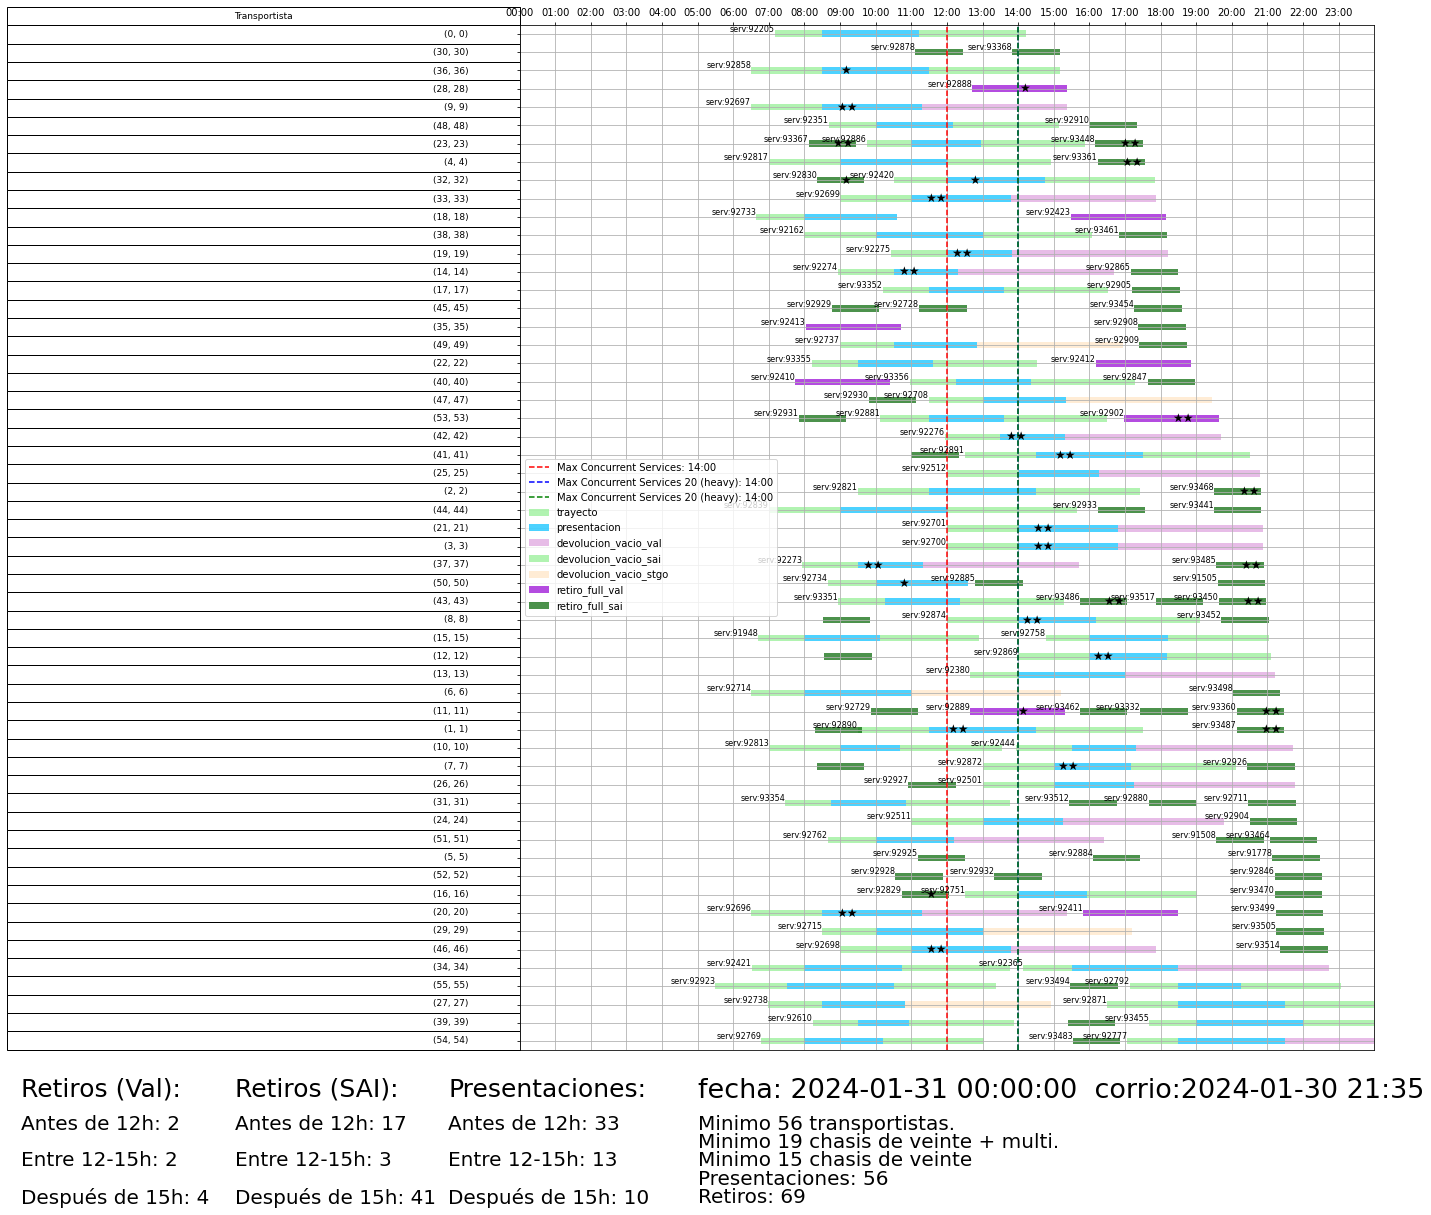 Transportista 00:00 01:00 02:00 03:00 04:00 05:00 06:00 07:00 08:00 09:00 10:00 11:00 12:00 13:00 14:00 15:00 16:00 17:00 18:00 19:00 20:00 21:00 22:00 23:00
(0, 0) serv:92205
(30, 30) serv:92878 serv:93368
(36, 36) serv:92858
(28, 28) serv:92888
(9, 9) serv:92697
(48, 48) serv:92351 serv:92910
(23, 23) serv:93367 serv:92886 serv:93448
(4, 4) serv:92817 serv:93361
(32, 32) serv:92830 serv:92420
(33, 33) serv:92699
(18, 18) serv:92733 serv:92423
(38, 38) serv:92162 serv:93461
(19, 19) serv:92275
(14, 14) serv:92274 serv:92865
(17, 17) serv:93352 serv:92905
(45, 45) serv:92929 serv:92728 serv:93454
(35, 35) serv:92413 serv:92908
(49, 49) serv:92737 serv:92909
(22, 22) serv:93355 serv:92412
(40, 40) serv:92410 serv:93356 serv:92847
(47, 47) serv:92930 serv:92708
(53, 53) serv:92931 serv:92881 serv:92902
(42, 42) serv:92276
(41, 41) serv:92891
(25, 25) serv:92512
(2, 2) serv:92821 serv:93468
(44, 44) serv:92839 serv:92933 serv:93441
(21, 21) serv:92701
(3, 3) serv:92700
(37, 37) serv:92273 serv:93485
(50, 50) serv:92734 serv:92885 serv:91505
(43, 43) serv:93351 serv:93486 serv:93517 serv:93450
(8, 8) serv:92874 serv:93452
(15, 15) serv:91948 serv:92758
(12, 12) serv:92869
(13, 13) serv:92380
(6, 6) serv:92714 serv:93498
(11, 11) serv:92729 serv:92889 serv:93462 serv:93332 serv:93360
(1, 1) serv:92890 serv:93487
(10, 10) serv:92813 serv:92444
(7, 7) serv:92872 serv:92926
(26, 26) serv:92927 serv:92501
(31, 31) serv:93354 serv:93512 serv:92880 serv:92711
(24, 24) serv:92511 serv:92904
(51, 51) serv:92762 serv:91508 serv:93464
(5, 5) serv:92925 serv:92884 serv:91778
(52, 52) serv:92928 serv:92932 serv:92846
(16, 16) serv:92829 serv:92751 serv:93470
(20, 20) serv:92696 serv:92411 serv:93499
(29, 29) serv:92715 serv:93505
(46, 46) serv:92698 serv:93514
(34, 34) serv:92421 serv:92365
(55, 55) serv:92923 serv:93494 serv:92792
(27, 27) serv:92738 serv:92871
(39, 39) serv:92610 serv:93455
(54, 54) serv:92769 serv:93483 serv:92777
Max Concurrent Services: 14:00
Max Concurrent Services 20 (heavy): 14:00
Max Concurrent Services 20 (heavy): 14:00
trayecto
presentacion
devolucion_vacio_val
devolucion_vacio_sai
devolucion_vacio_stgo
retiro_full_val
retiro_full_sai
Retiros (Val):
Antes de 12h: 2
Entre 12-15h: 2
Después de 15h: 4
Retiros (SAI):
Antes de 12h: 17
Entre 12-15h: 3
Después de 15h: 41
Presentaciones:
Antes de 12h: 33
Entre 12-15h: 13
Después de 15h: 10
fecha: 2024-01-31 00:00:00 corrio:2024-01-30 21:35
Minimo 56 transportistas.
Minimo 19 chasis de veinte + multi.
Minimo 15 chasis de veinte
Presentaciones: 56
Retiros: 69